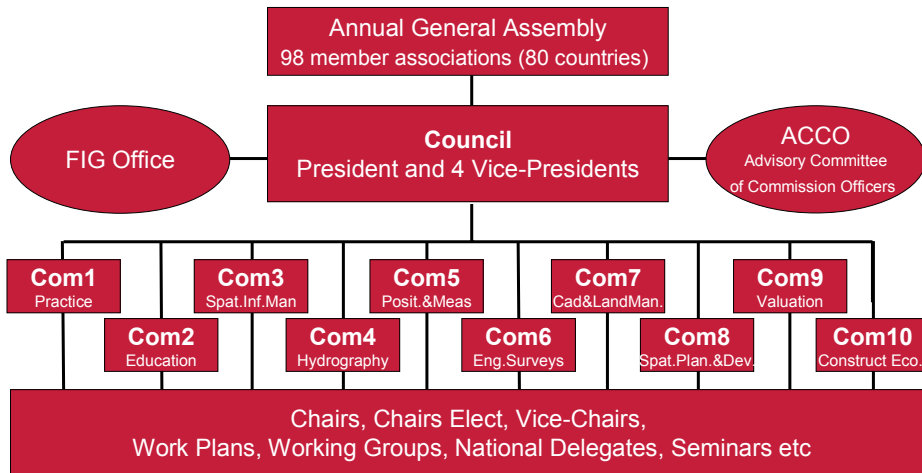 Annual General Assembly
98 member associations (80 countries)
FIG Office
Council
President and 4 Vice-Presidents
ACCO
Advisory Committee
of Commission Officers
Com1
Practice
Com2
Education
Com3
Spat.Inf.Man
Com4
Hydrography
Com5
Posit.&Meas
Com6
Eng.Surveys
Com7
Cad&LandMan.
Com8
Spat.Plan.&Dev.
Com9
Valuation
Com10
Construct Eco.
Chairs, Chairs Elect, Vice-Chairs,
Work Plans, Working Groups, National Delegates, Seminars etc